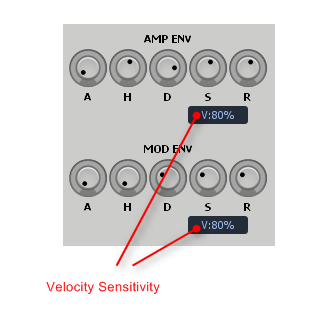 AMP ENV
A H D S R
V:80%
MOD ENV
A H D S R
V:80%
Velocity Sensitivity